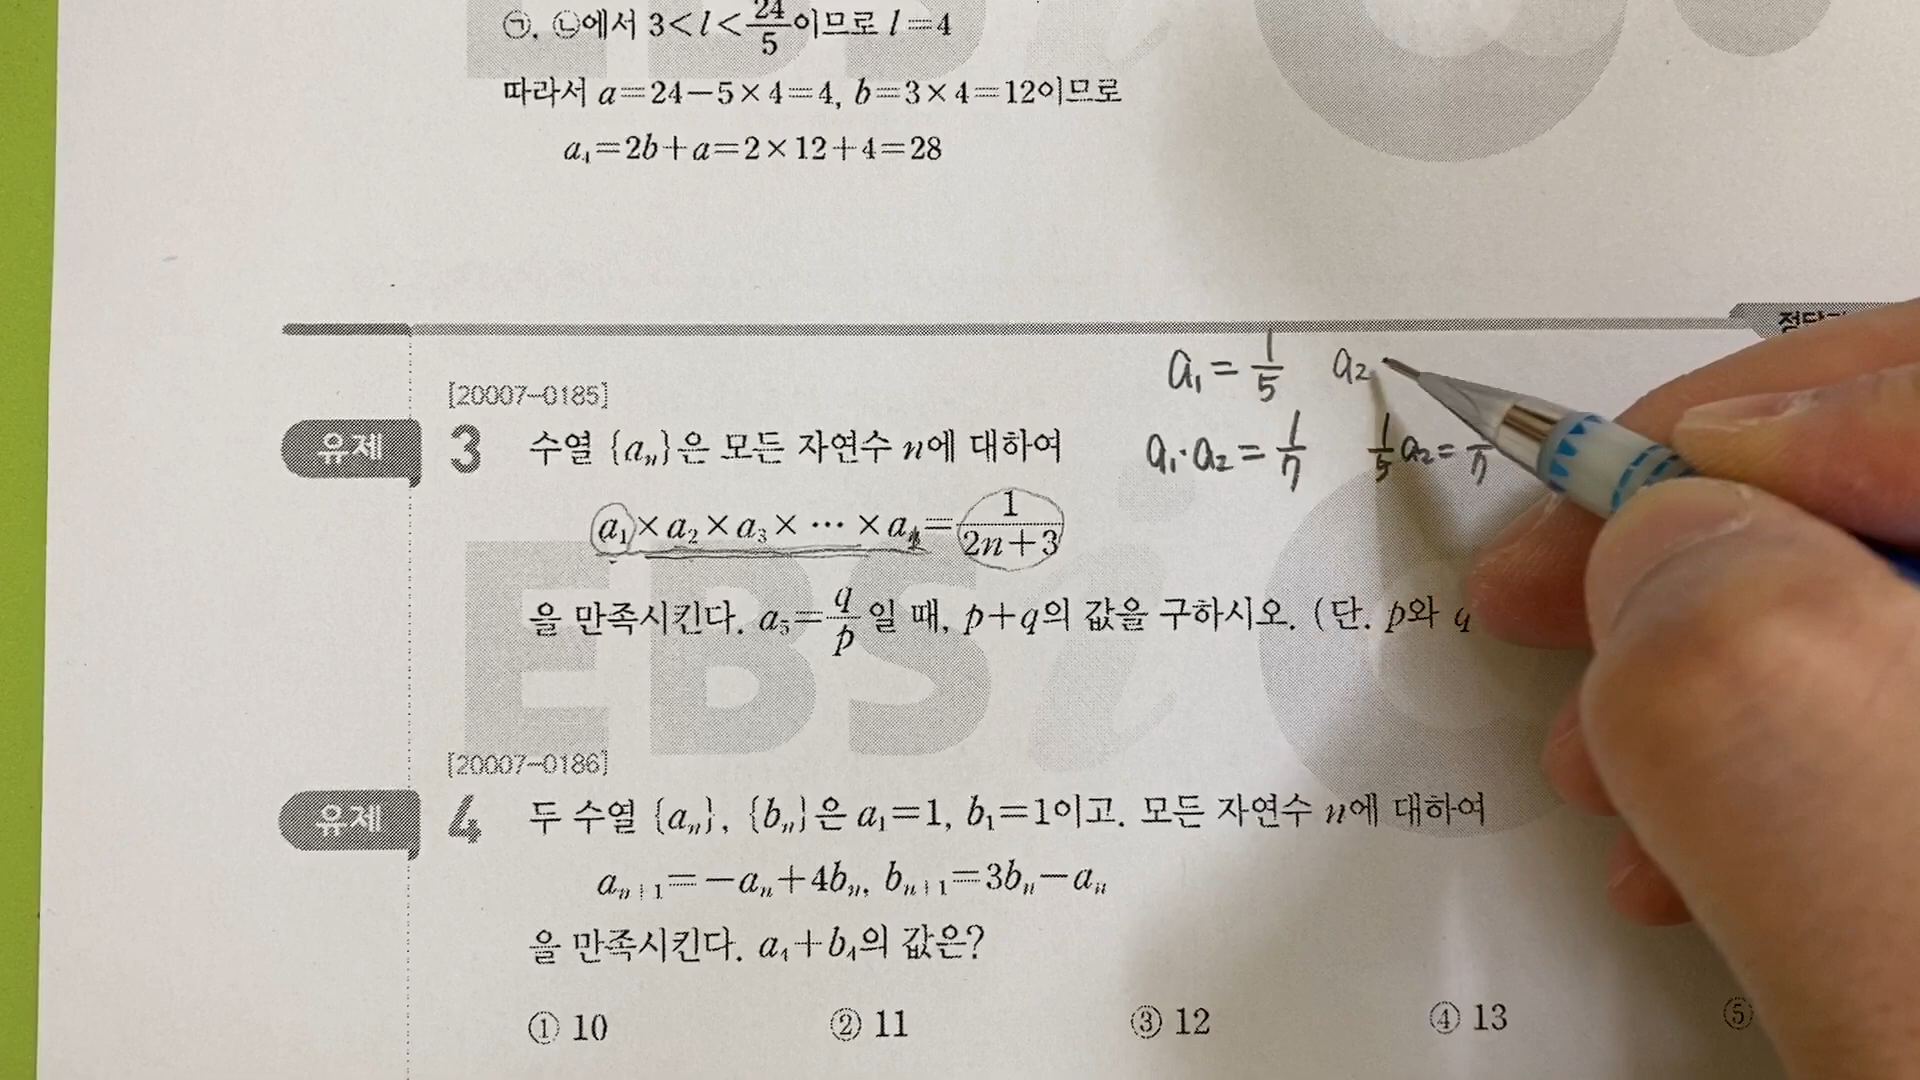 ㉠, ㉡에서 3<l<24/5이므로 l=4
따라서 a=24-5×4=4, b=3×4=12이므로
a₄=2b+a=2×12+4=28
a₁=1/5 a₂
[20007-0185]
유제 3 수열 {aₙ}은 모든 자연수 n에 대하여
a₁·a₂=1/7 1/5a₂=1/7
a₁×a₂×a₃×⋯×aₙ=1/(2n+3)
을 만족시킨다. a₅=q/p일 때, p+q의 값을 구하시오. (단, p와 q
EBSi
[20007-0186]
유제 4 두 수열 {aₙ}, {bₙ}은 a₁=1, b₁=1이고, 모든 자연수 n에 대하여
aₙ₊₁=-aₙ+4bₙ, bₙ₊₁=3bₙ-aₙ
을 만족시킨다. a₄+b₄의 값은?
① 10 ② 11 ③ 12 ④ 13 ⑤